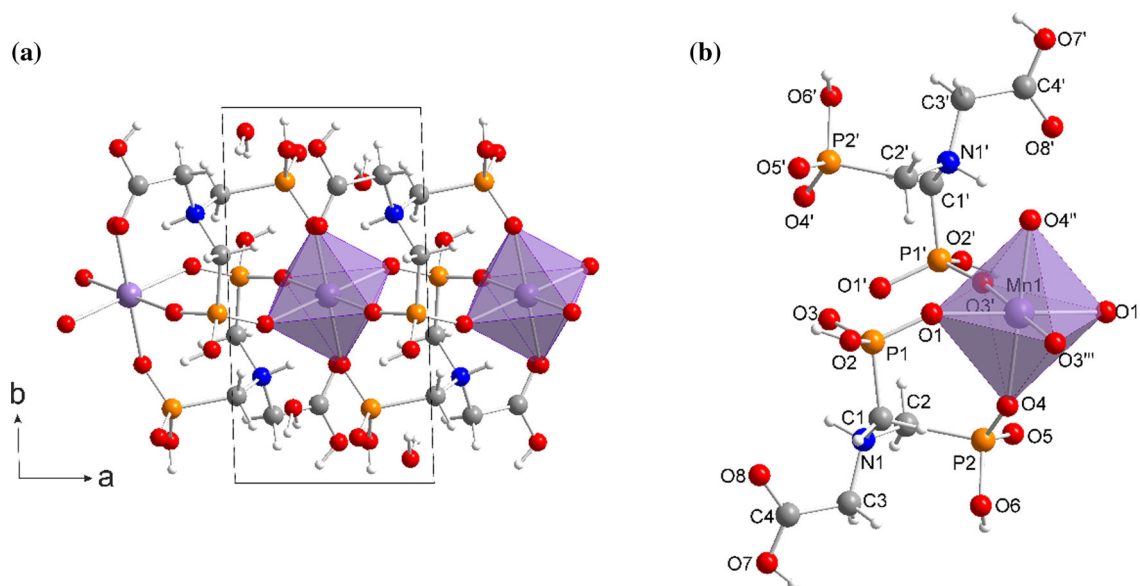 (a)
b
a
(b)
O7'
C4'
C3'
O6'
O8'
P2'
N1'
C2'
O5'
C1'
O4'
O4''
P1'
O2'
O1'
Mn1
O3'
O3
O1
O1
P1
O3'''
O2
O4
C1
C2
O5
N1
P2
O8
C3
O6
C4
O7